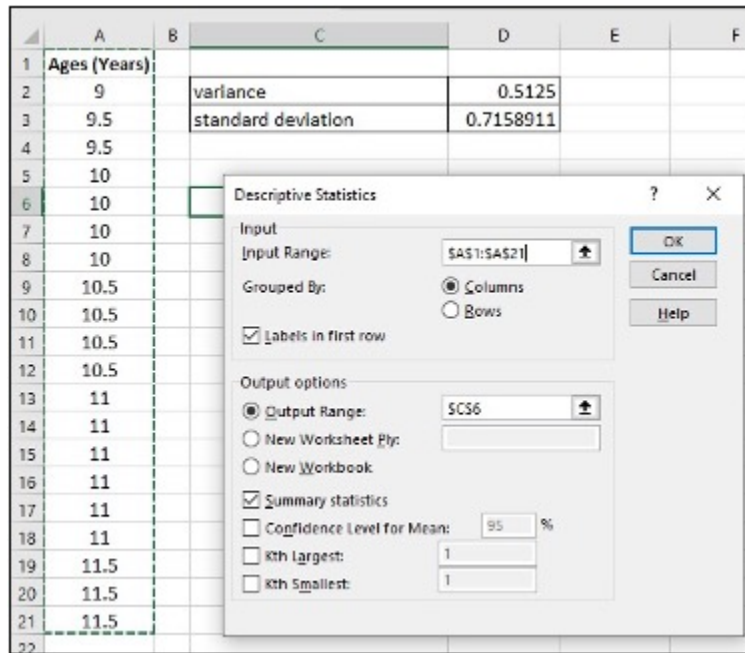 A B C D E F
1 Ages (Years)
2 9 variance 0.5125
3 9.5 standard deviation 0.7158911
4 9.5
5 10
6 10
7 10
8 10
9 10.5
10 10.5
11 10.5
12 10.5
13 11
14 11
15 11
16 11
17 11
18 11
19 11.5
20 11.5
21 11.5
22
Descriptive Statistics ? ×
Input
Input Range: $A$1:$A$21
OK
Grouped By: Columns
Cancel
Rows
Help
Labels in first row
Output options
Output Range: $C$6
New Worksheet Ply:
New Workbook
Summary statistics
Confidence Level for Mean: 95 %
Kth Largest: 1
Kth Smallest: 1